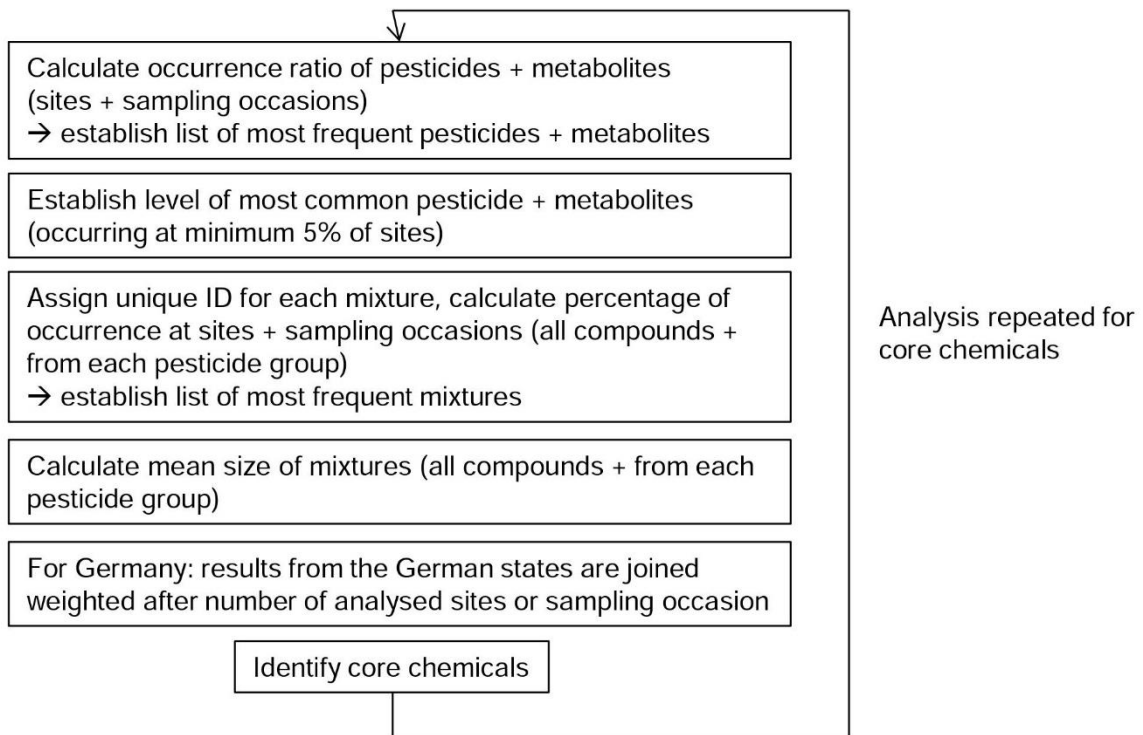 Calculate occurrence ratio of pesticides + metabolites
(sites + sampling occasions)
→ establish list of most frequent pesticides + metabolites
Establish level of most common pesticide + metabolites
(occurring at minimum 5% of sites)
Assign unique ID for each mixture, calculate percentage of
occurrence at sites + sampling occasions (all compounds +
from each pesticide group)
→ establish list of most frequent mixtures
Calculate mean size of mixtures (all compounds + from each
pesticide group)
For Germany: results from the German states are joined
weighted after number of analysed sites or sampling occasion
Identify core chemicals
Analysis repeated for
core chemicals